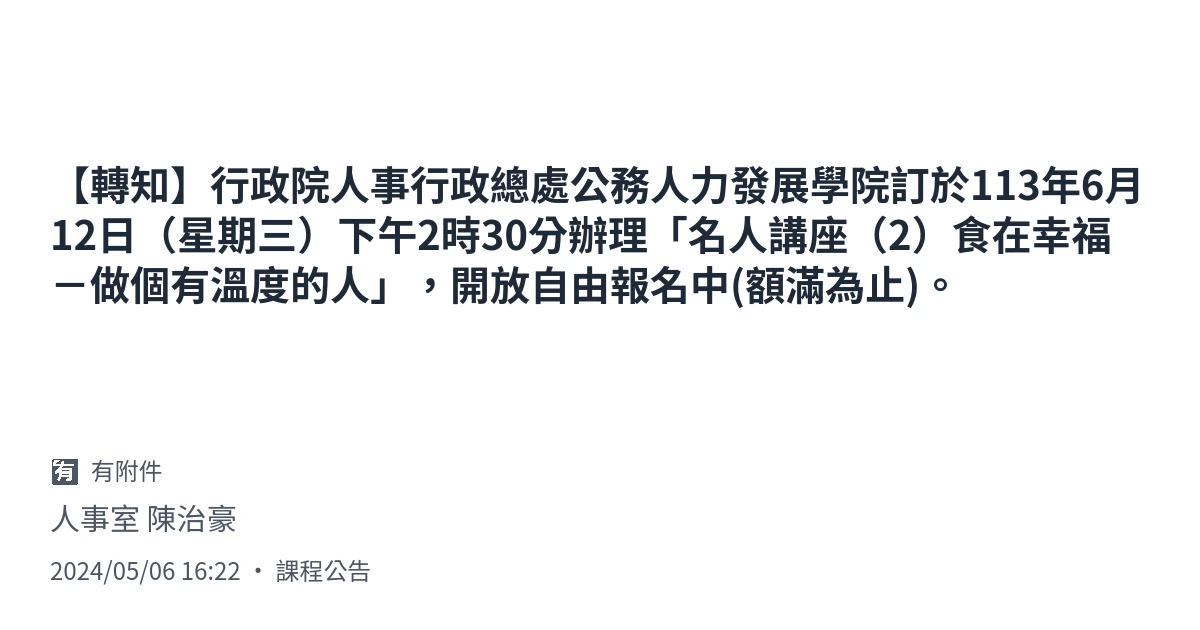 【轉知】行政院人事行政總處公務人力發展學院訂於113年6月
12日（星期三）下午2時30分辦理「名人講座（2）食在幸福
－做個有溫度的人」，開放自由報名中(額滿為止)。
🈶 有附件
人事室 陳治豪
2024/05/06 16:22 • 課程公告